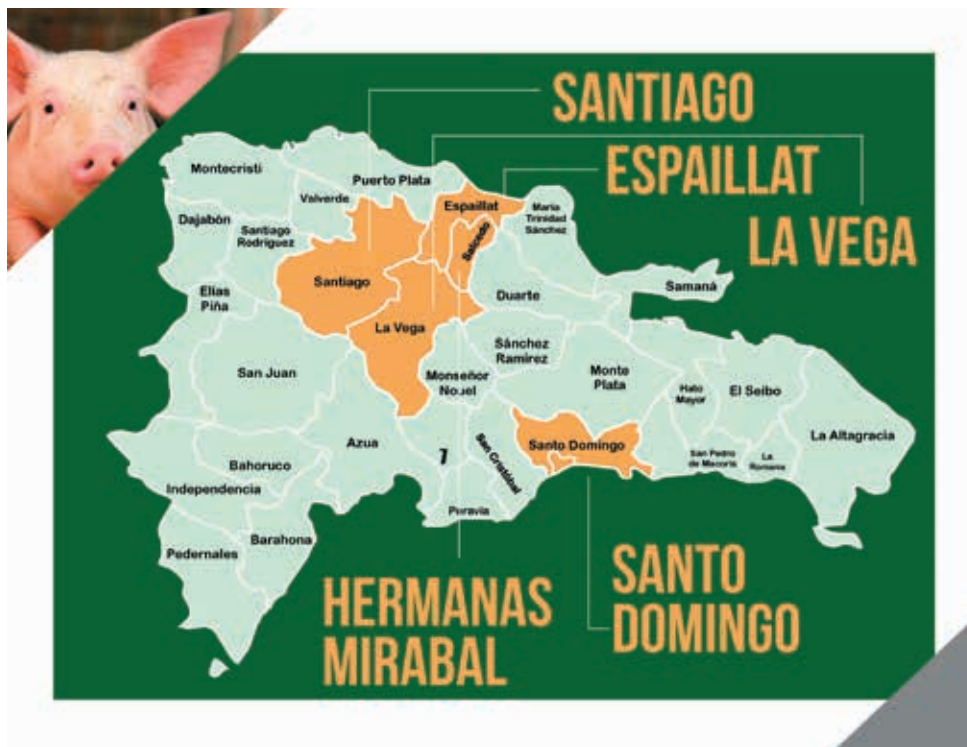 SANTIAGO
ESPAILLAT
LA VEGA
Montecristi
Puerto Plata
Valverde
Espaillat
María
Trinidad
Sánchez
Dajabón
Santiago
Rodríguez
Salcedo
Santiago
Elías
Piña
Duarte
Samaná
La Vega
Sánchez
Ramírez
San Juan
Monseñor
Nouel
Monte
Plata
Hato
Mayor
El Seibo
Azua
San Cristóbal
Santo Domingo
La Altagracia
San Pedro
de Macorís
La
Romana
Bahoruco
Independencia
Peravia
Barahona
Pedernales
HERMANAS
MIRABAL
SANTO
DOMINGO